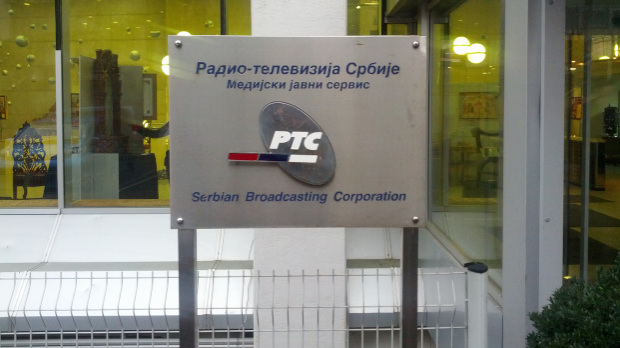 Радио-телевизија Србије
Медијски јавни сервис
РТС
Serbian Broadcasting Corporation